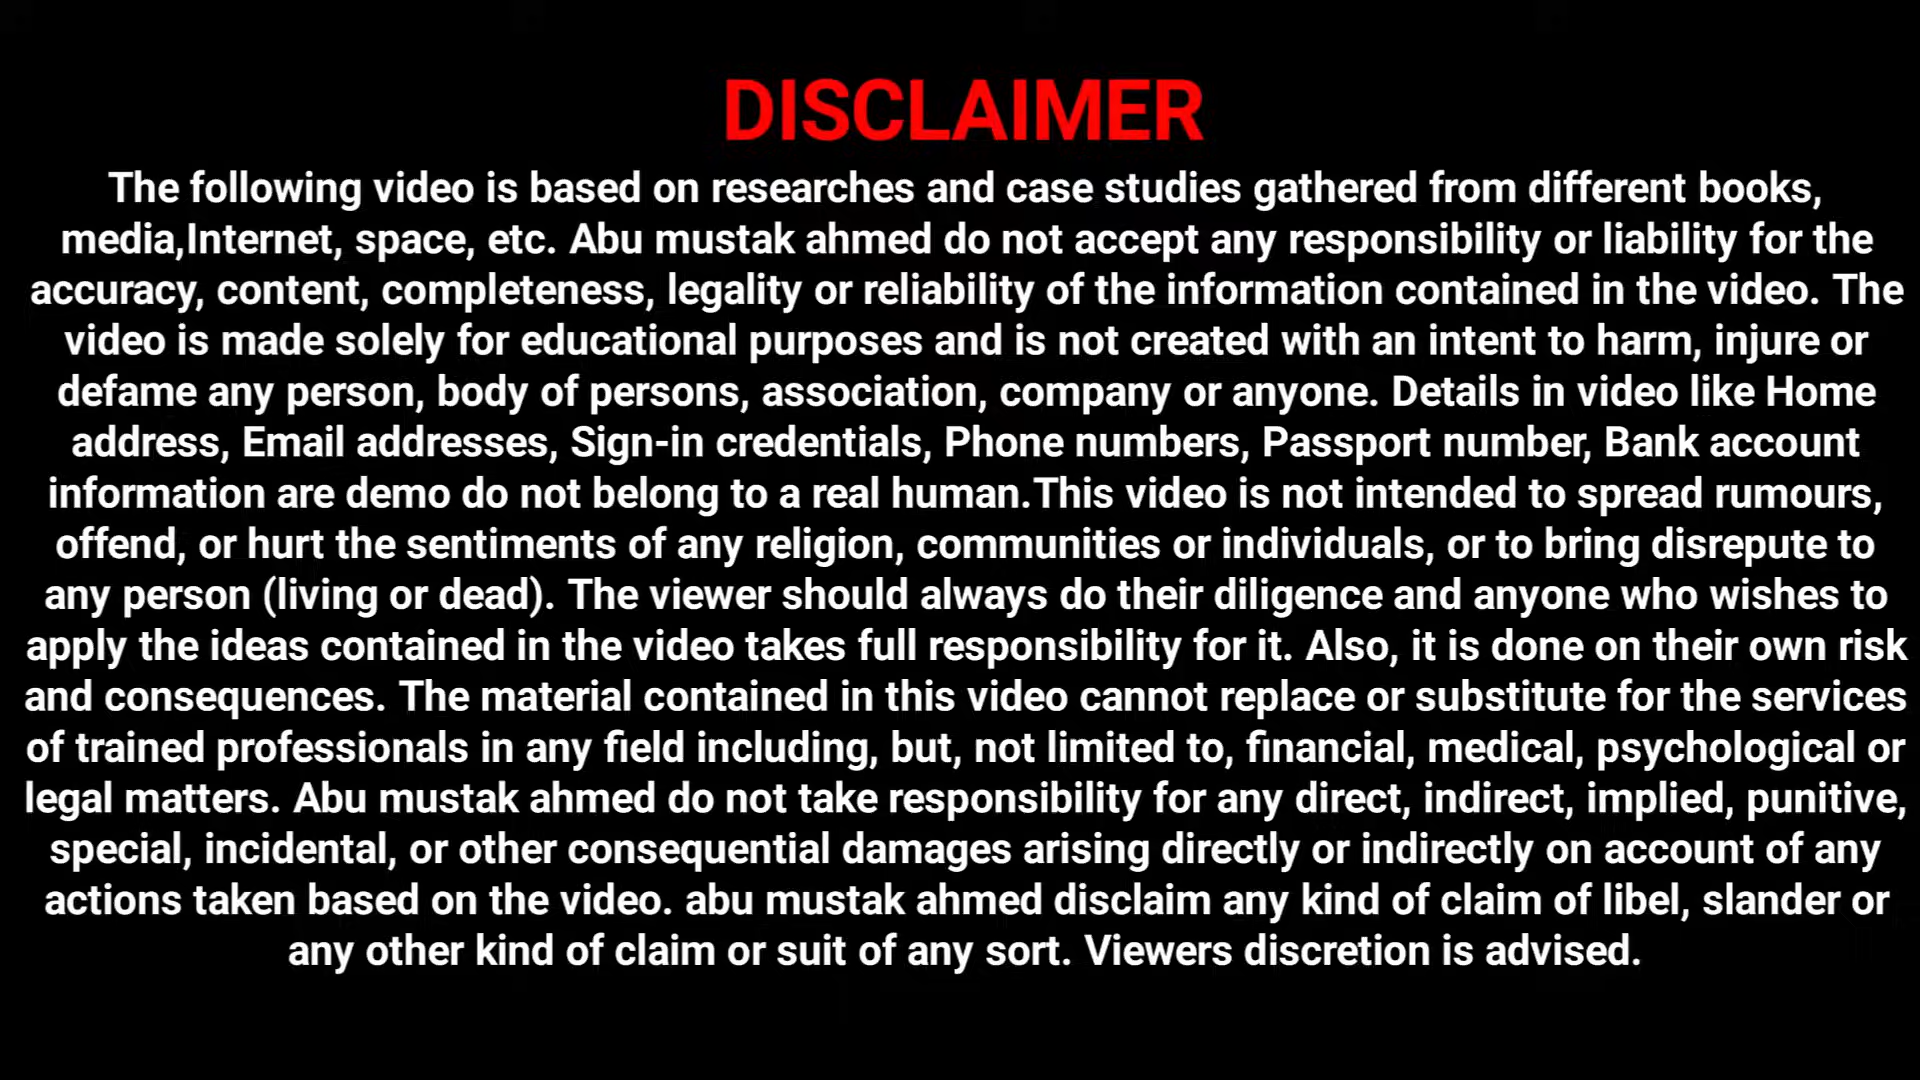 DISCLAIMER
The following video is based on researches and case studies gathered from different books,
media,Internet, space, etc. Abu mustak ahmed do not accept any responsibility or liability for the
accuracy, content, completeness, legality or reliability of the information contained in the video. The
video is made solely for educational purposes and is not created with an intent to harm, injure or
defame any person, body of persons, association, company or anyone. Details in video like Home
address, Email addresses, Sign-in credentials, Phone numbers, Passport number, Bank account
information are demo do not belong to a real human.This video is not intended to spread rumours,
offend, or hurt the sentiments of any religion, communities or individuals, or to bring disrepute to
any person (living or dead). The viewer should always do their diligence and anyone who wishes to
apply the ideas contained in the video takes full responsibility for it. Also, it is done on their own risk
and consequences. The material contained in this video cannot replace or substitute for the services
of trained professionals in any field including, but, not limited to, financial, medical, psychological or
legal matters. Abu mustak ahmed do not take responsibility for any direct, indirect, implied, punitive,
special, incidental, or other consequential damages arising directly or indirectly on account of any
actions taken based on the video. abu mustak ahmed disclaim any kind of claim of libel, slander or
any other kind of claim or suit of any sort. Viewers discretion is advised.